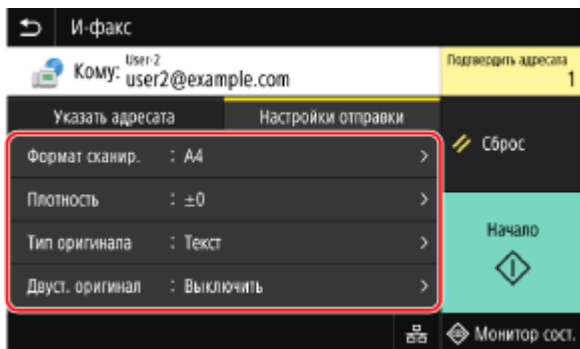 И-факс
Кому: User-2
user2@example.com
Подтвердить адресата
1
Указать адресата
Настройки отправки
Сброс
Формат сканир. : A4
Плотность : ±0
Тип оригинала : Текст
Двуст. оригинал : Выключить
Начало
Монитор сост.